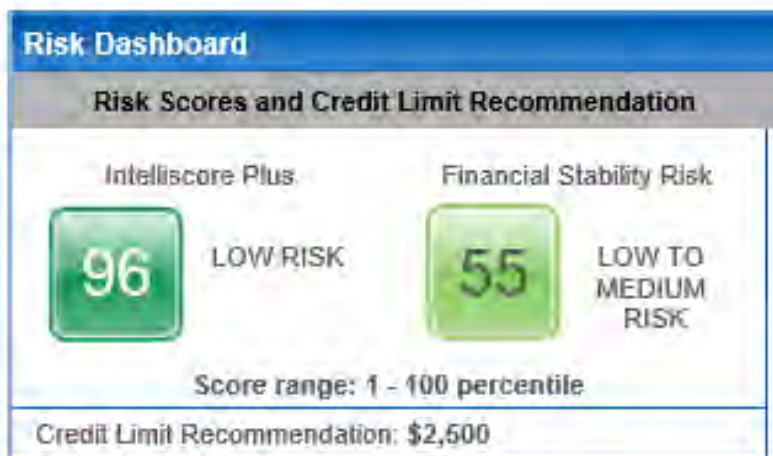 Risk Dashboard
Risk Scores and Credit Limit Recommendation
Intelliscore Plus
Financial Stability Risk
96
LOW RISK
55
LOW TO
MEDIUM
RISK
Score range: 1 - 100 percentile
Credit Limit Recommendation: $2,500